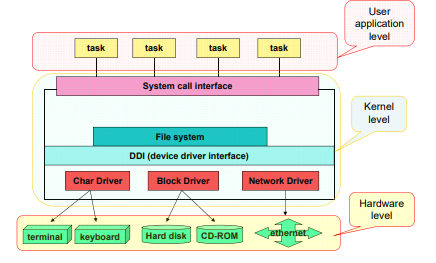 User
application
level
task
task
task
task
System call interface
Kernel
level
File system
DDI (device driver interface)
Char Driver
Block Driver
Network Driver
Hardware
level
terminal
keyboard
Hard disk
CD-ROM
ethernet